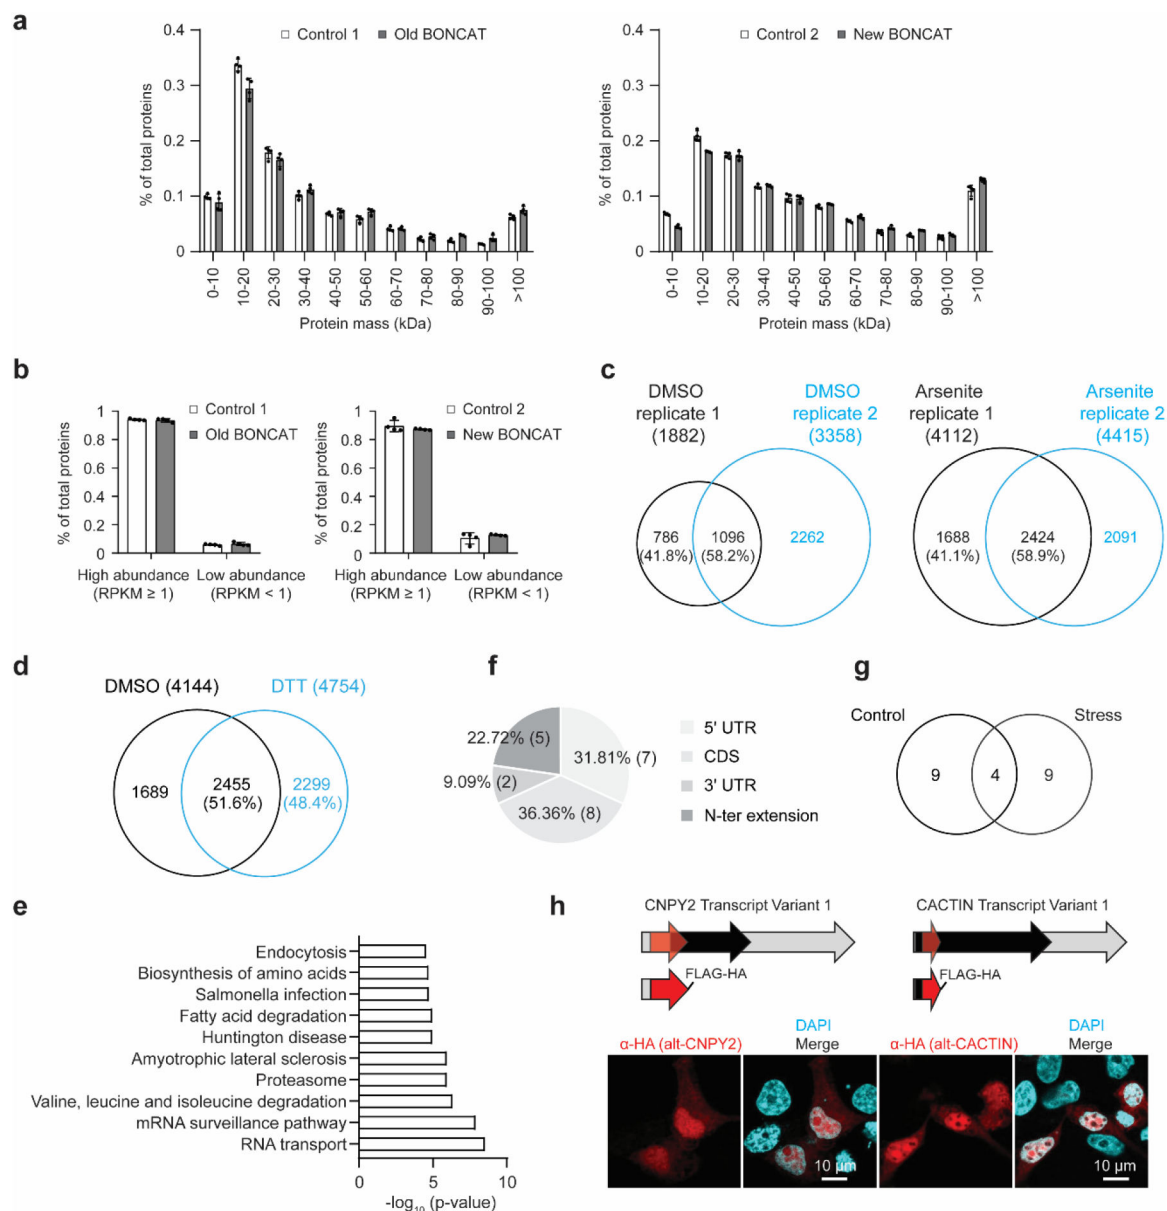 a
0.4
0.3
0.2
0.1
0
% of total proteins
Control 1
Old BONCAT
0-10
10-20
20-30
30-40
40-50
50-60
60-70
70-80
80-90
90-100
>100
Protein mass (kDa)
0.4
0.3
0.2
0.1
0
% of total proteins
Control 2
New BONCAT
0-10
10-20
20-30
30-40
40-50
50-60
60-70
70-80
80-90
90-100
>100
Protein mass (kDa)
b
1
0.8
0.6
0.4
0.2
0
% of total proteins
Control 1
Old BONCAT
High abundance
(RPKM ≥ 1)
Low abundance
(RPKM < 1)
1
0.8
0.6
0.4
0.2
0
% of total proteins
Control 2
New BONCAT
High abundance
(RPKM ≥ 1)
Low abundance
(RPKM < 1)
c
DMSO
replicate 1
(1882)
DMSO
replicate 2
(3358)
786
(41.8%)
1096
(58.2%)
2262
Arsenite
replicate 1
(4112)
Arsenite
replicate 2
(4415)
1688
(41.1%)
2424
(58.9%)
2091
d
DMSO (4144)
DTT (4754)
1689
2455
(51.6%)
2299
(48.4%)
f
22.72% (5)
31.81% (7)
9.09% (2)
36.36% (8)
5' UTR
CDS
3' UTR
N-ter extension
g
Control
Stress
9
4
9
e
Endocytosis
Biosynthesis of amino acids
Salmonella infection
Fatty acid degradation
Huntington disease
Amyotrophic lateral sclerosis
Proteasome
Valine, leucine and isoleucine degradation
mRNA surveillance pathway
RNA transport
0
5
10
-log₁₀ (p-value)
h
CNPY2 Transcript Variant 1
FLAG-HA
CACTIN Transcript Variant 1
FLAG-HA
α-HA (alt-CNPY2)
DAPI
Merge
10 µm
α-HA (alt-CACTIN)
DAPI
Merge
10 µm